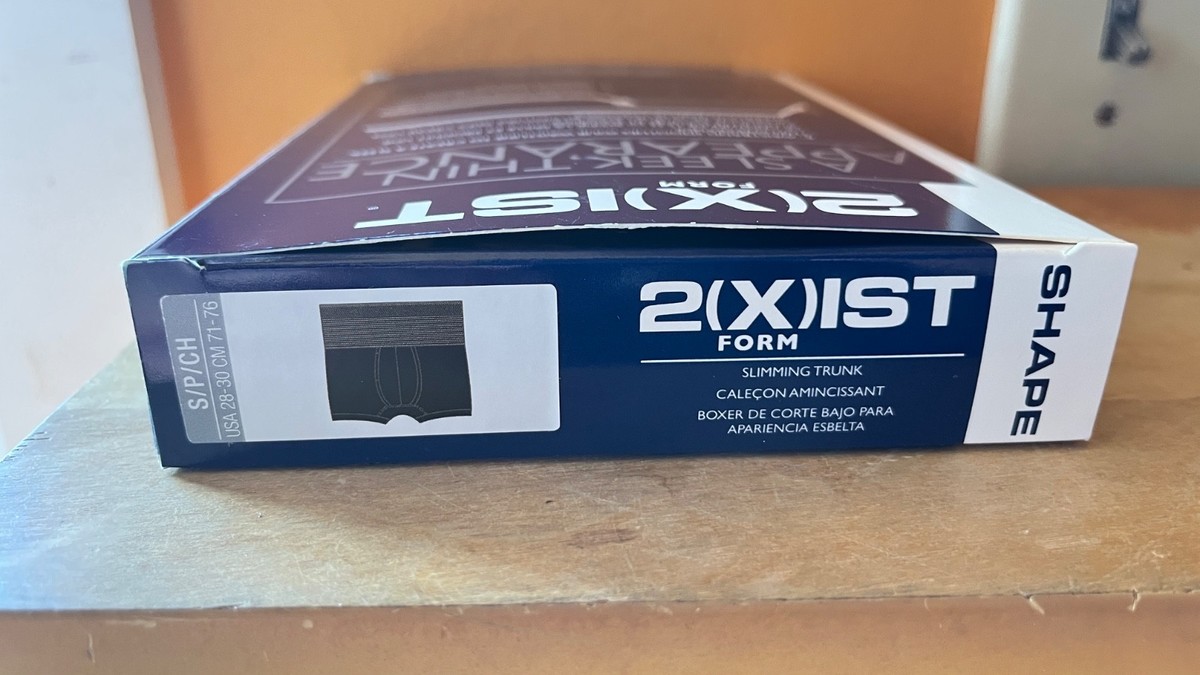 2(X)IST
FORM
SLEEK, THIN
APPEARANCE
S/P/CH
USA 28-30 CM 71-76
2(X)IST
FORM
SLIMMING TRUNK
CALEÇON AMINCISSANT
BOXER DE CORTE BAJO PARA
APARIENCIA ESBELTA
SHAPE